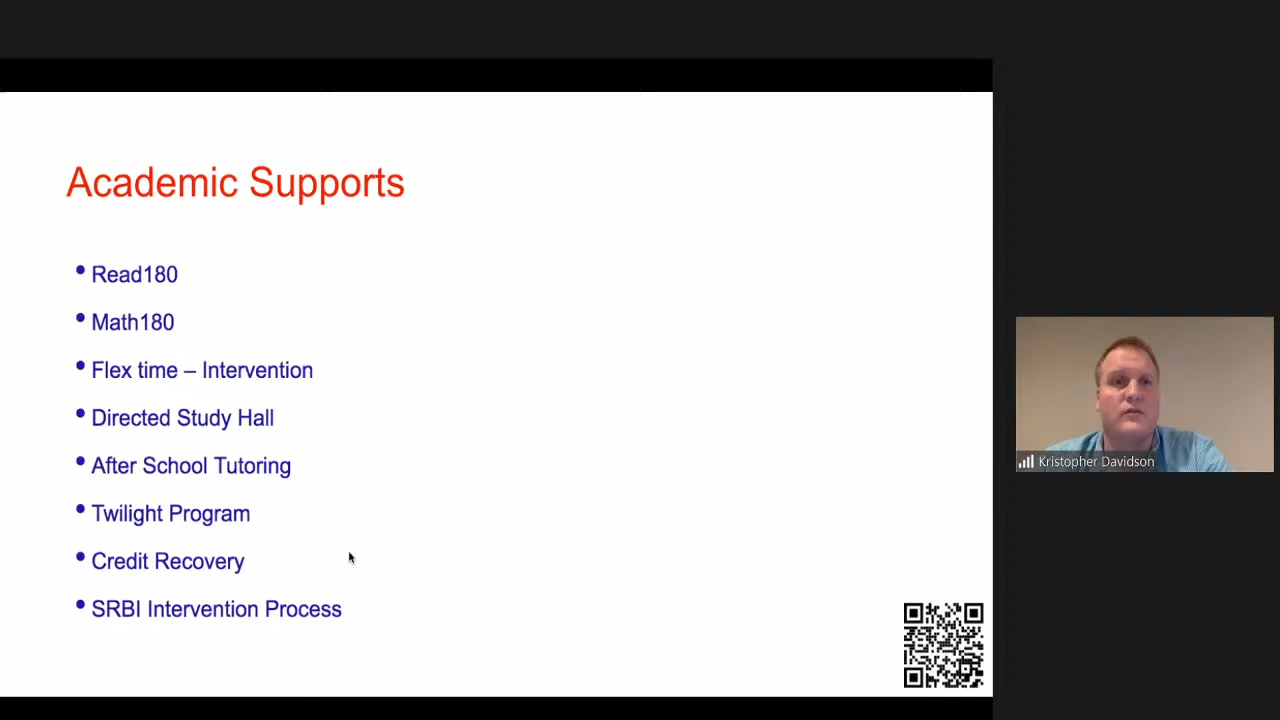 Academic Supports
• Read180
• Math180
• Flex time – Intervention
• Directed Study Hall
• After School Tutoring
• Twilight Program
• Credit Recovery
• SRBI Intervention Process
Kristopher Davidson